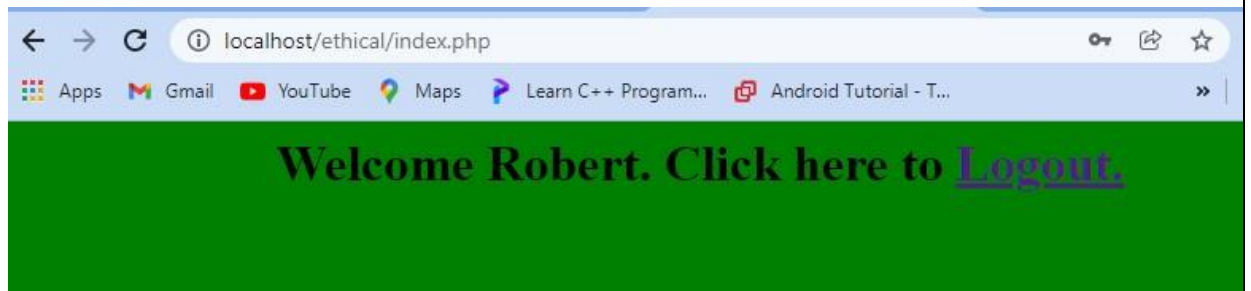 localhost/ethical/index.php
Apps Gmail YouTube Maps Learn C++ Program... Android Tutorial - T... »
Welcome Robert. Click here to Logout.